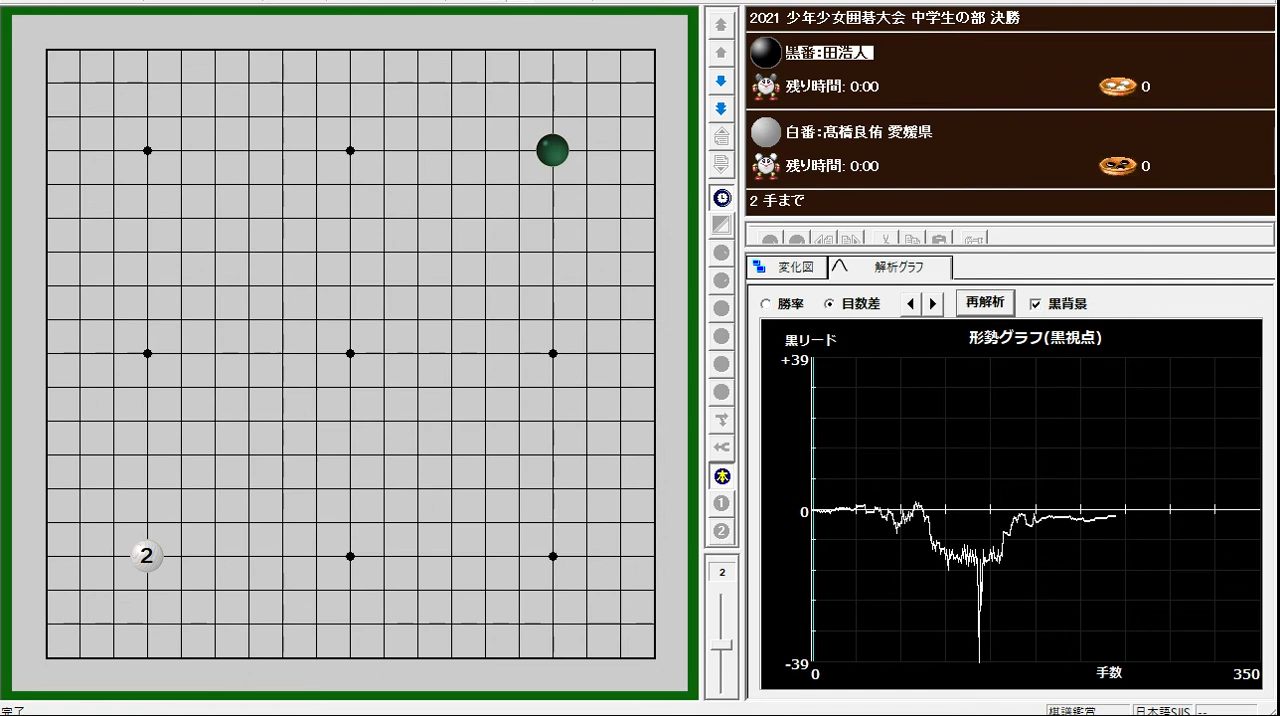 2021 少年少女囲碁大会 中学生の部 決勝
黒番:田浩人
残り時間: 0:00
0
白番:髙橋良侑 愛媛県
残り時間: 0:00
0
2 手まで
変化図
解析グラフ
勝率
目数差
再解析
黒背景
黒リード
形勢グラフ(黒視点)
+39
0
-39
0
手数
350
2
1
2
2
完了
棋譜鑑賞
日本語SJIS
--